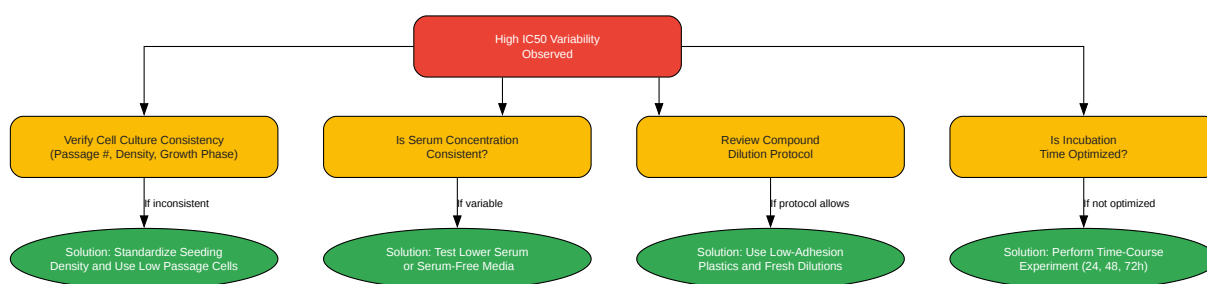 High IC50 Variability
Observed
Verify Cell Culture Consistency
(Passage #, Density, Growth Phase)
Is Serum Concentration
Consistent?
Review Compound
Dilution Protocol
Is Incubation
Time Optimized?
If inconsistent
If variable
If protocol allows
If not optimized
Solution: Standardize Seeding
Density and Use Low Passage Cells
Solution: Test Lower Serum
or Serum-Free Media
Solution: Use Low-Adhesion
Plastics and Fresh Dilutions
Solution: Perform Time-Course
Experiment (24, 48, 72h)